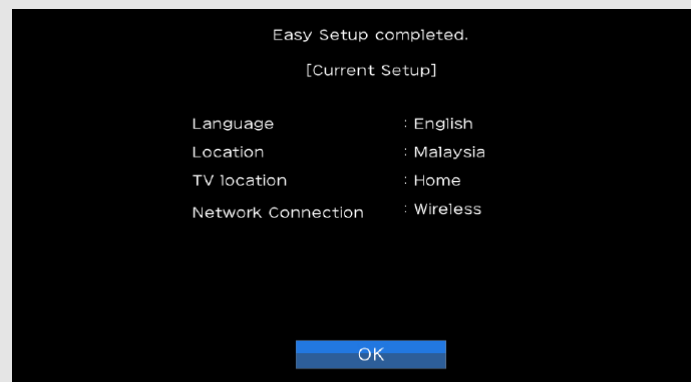 Easy Setup completed.
[Current Setup]
Language : English
Location : Malaysia
TV location : Home
Network Connection : Wireless
OK